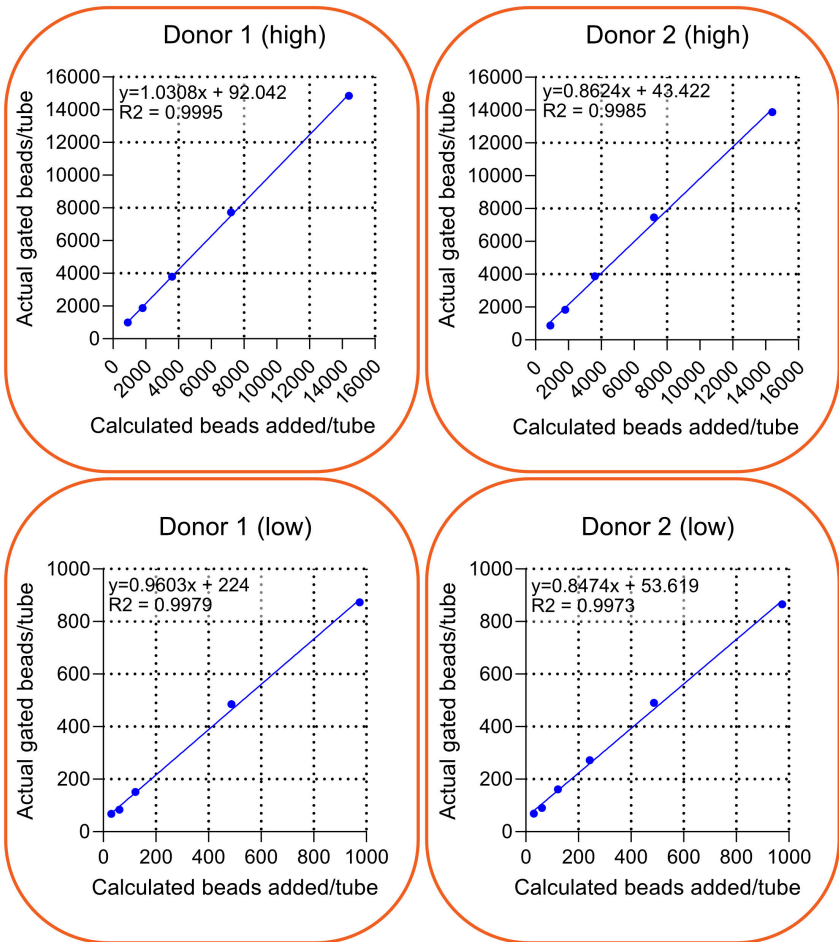 Donor 1 (high)
y=1.0308x + 92.042
R2 = 0.9995
16000
14000
12000
10000
8000
6000
4000
2000
0
Actual gated beads/tube
0
2000
4000
6000
8000
10000
12000
14000
16000
Calculated beads added/tube
Donor 2 (high)
y=0.8624x + 43.422
R2 = 0.9985
16000
14000
12000
10000
8000
6000
4000
2000
0
Actual gated beads/tube
0
2000
4000
6000
8000
10000
12000
14000
16000
Calculated beads added/tube
Donor 1 (low)
y=0.9603x + 224
R2 = 0.9979
1000
800
600
400
200
0
Actual gated beads/tube
0 200 400 600 800 1000
Calculated beads added/tube
Donor 2 (low)
y=0.8474x + 53.619
R2 = 0.9973
1000
800
600
400
200
0
Actual gated beads/tube
0 200 400 600 800 1000
Calculated beads added/tube